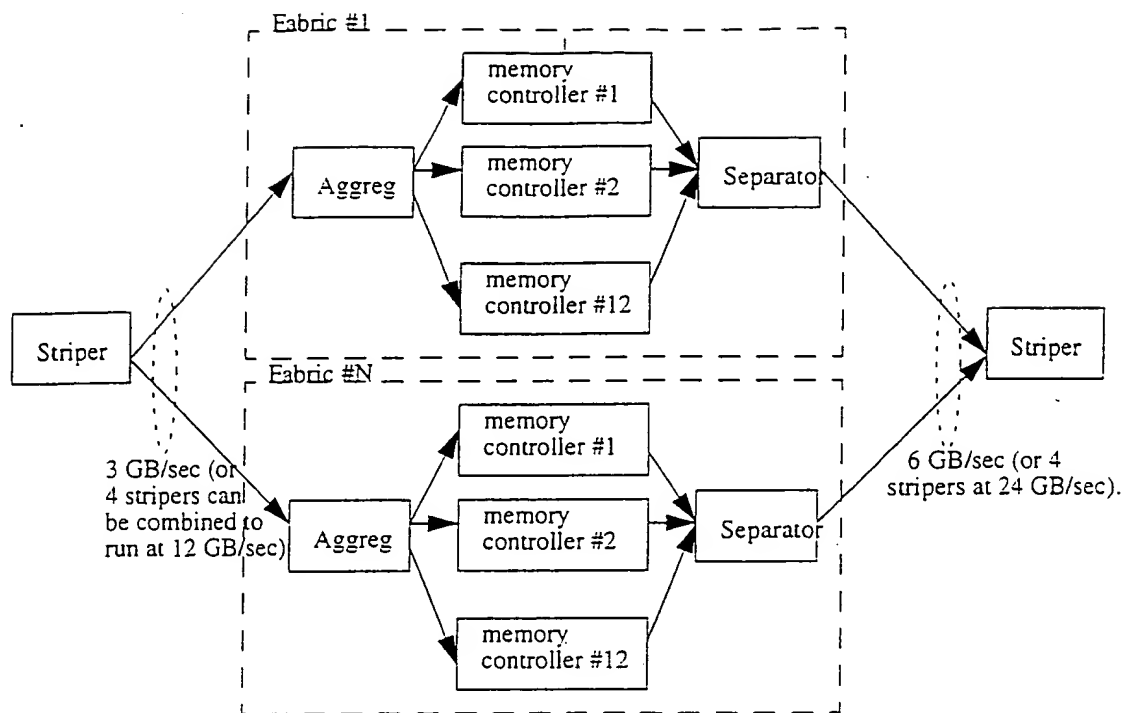 Fabric #1
memory
controller #1
memory
controller #2
memory
controller #12
Aggreg
Separator
Striper
Striper
Fabric #N
3 GB/sec (or
4 stripers can
be combined to
run at 12 GB/sec)
memory
controller #1
memory
controller #2
memory
controller #12
Aggreg
Separator
6 GB/sec (or 4
stripers at 24 GB/sec).